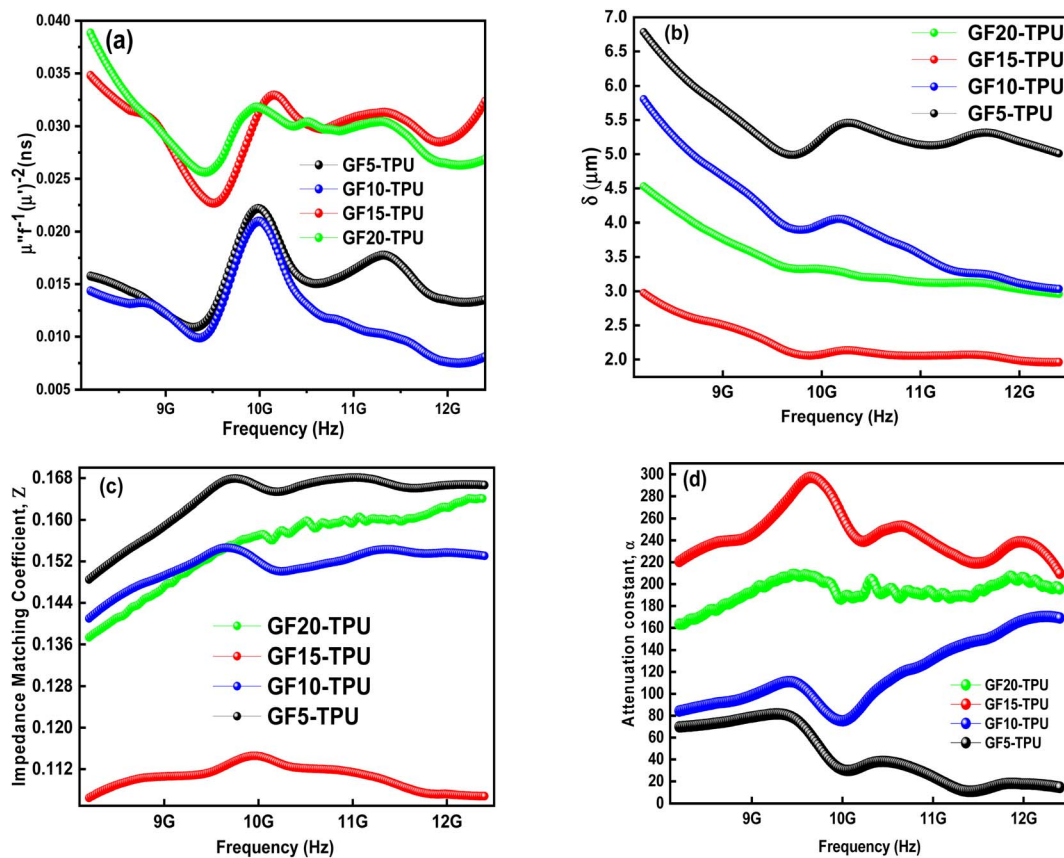 (a)
0.040
0.035
0.030
0.025
0.020
0.015
0.010
0.005
μ"f⁻¹(μ')⁻²(ns)
GF5-TPU
GF10-TPU
GF15-TPU
GF20-TPU
9G 10G 11G 12G
Frequency (Hz)
(b)
7.0
6.5
6.0
5.5
5.0
4.5
4.0
3.5
3.0
2.5
2.0
δ (μm)
GF20-TPU
GF15-TPU
GF10-TPU
GF5-TPU
9G 10G 11G 12G
Frequency (Hz)
(c)
0.168
0.160
0.152
0.144
0.136
0.128
0.120
0.112
Impedance Matching Coefficient, Z
GF20-TPU
GF15-TPU
GF10-TPU
GF5-TPU
9G 10G 11G 12G
Frequency (Hz)
(d)
300
280
260
240
220
200
180
160
140
120
100
80
60
40
20
0
Attenuation constant, α
GF20-TPU
GF15-TPU
GF10-TPU
GF5-TPU
9G 10G 11G 12G
Frequency (Hz)